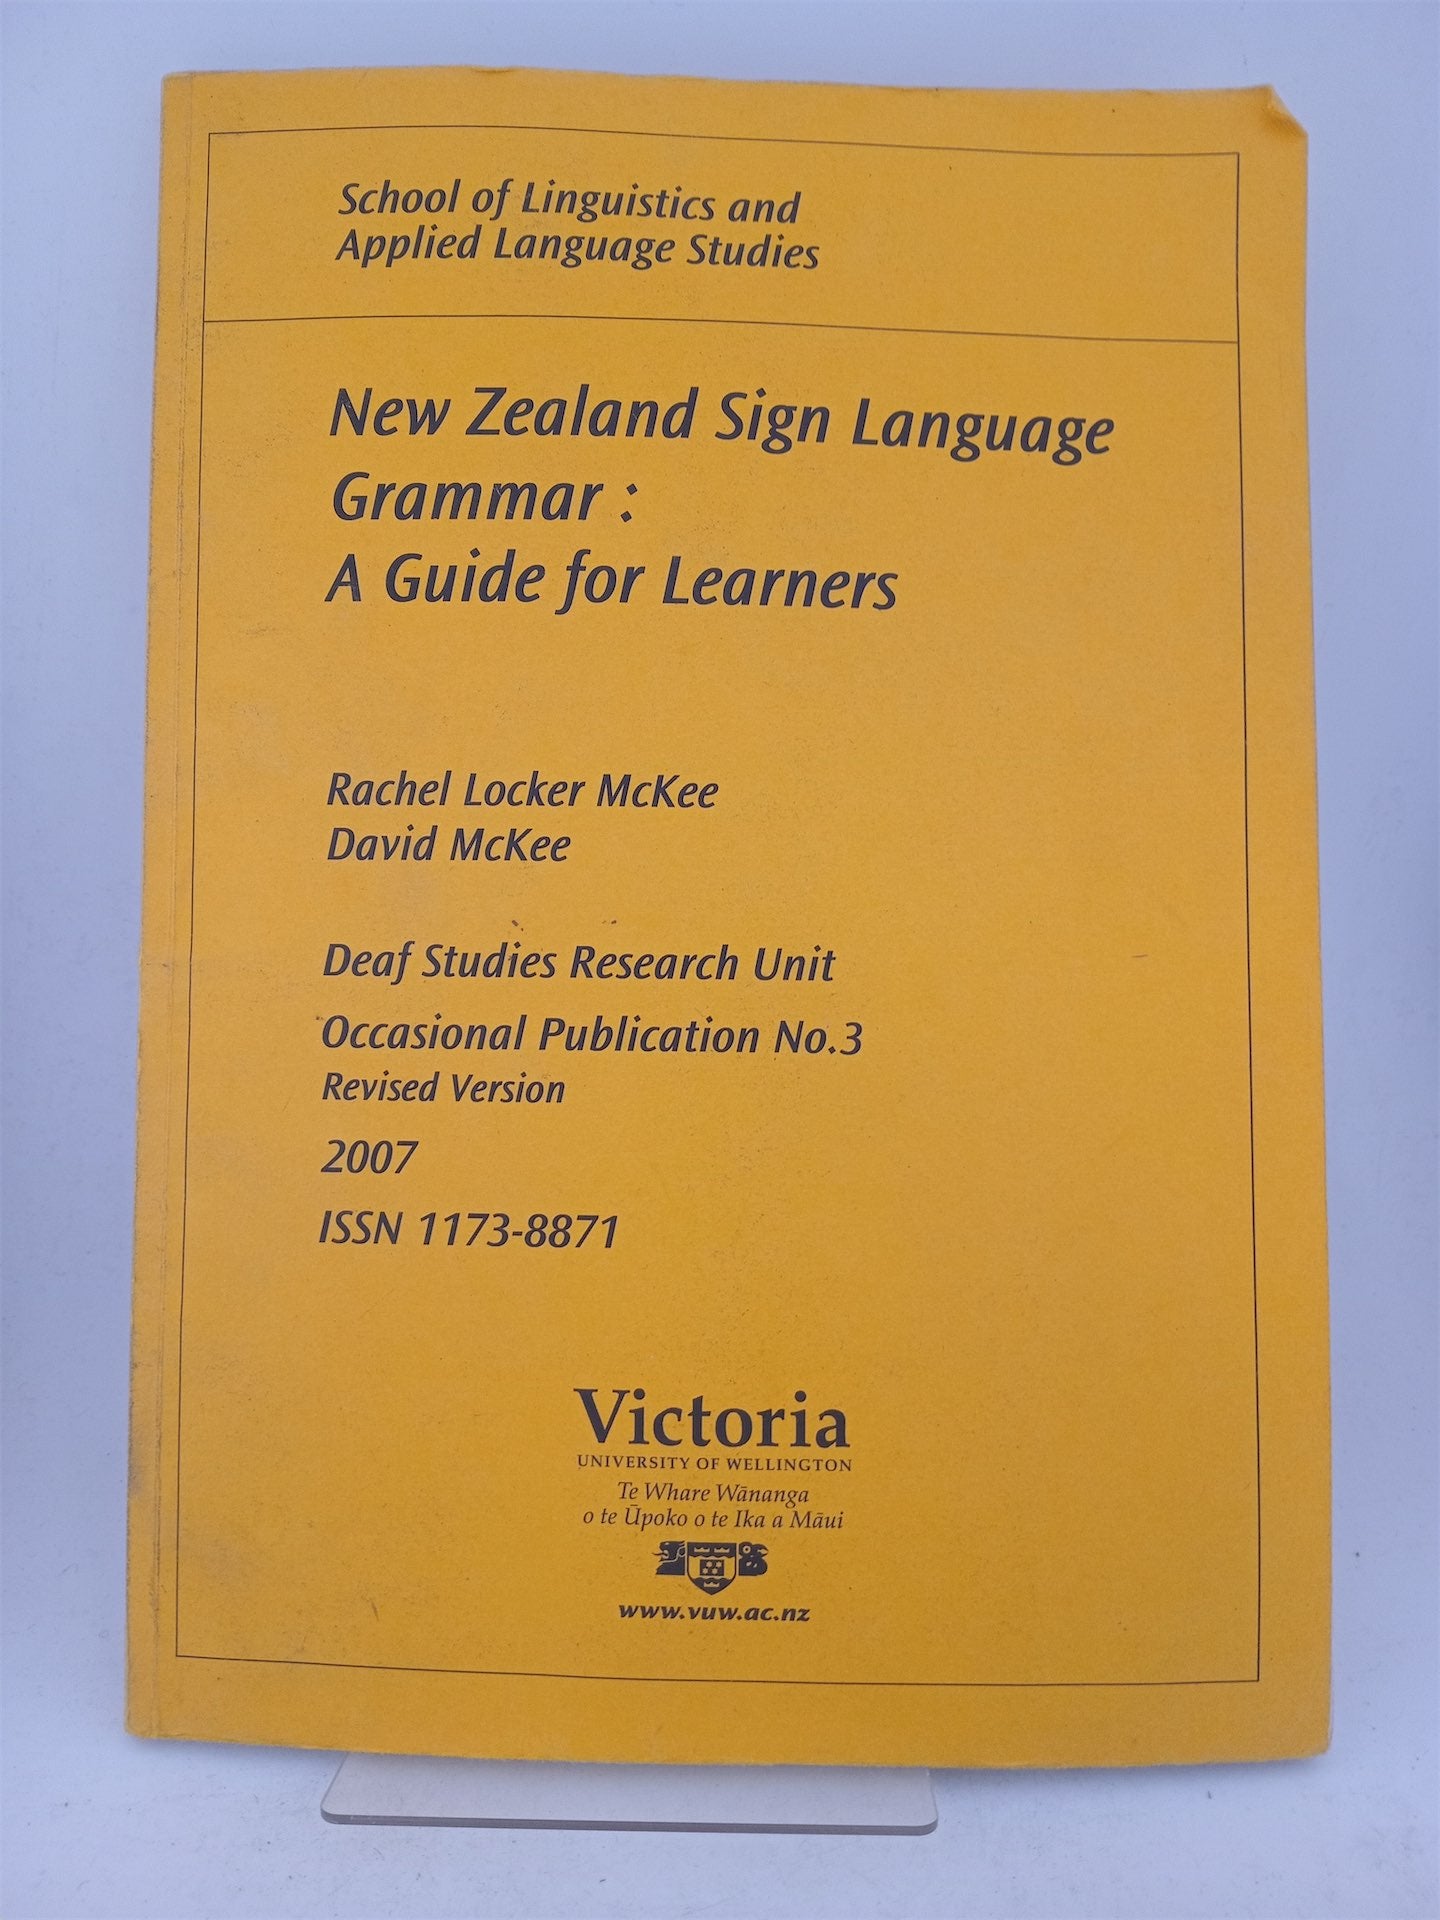 School of Linguistics and
Applied Language Studies
New Zealand Sign Language
Grammar :
A Guide for Learners
Rachel Locker McKee
David McKee
Deaf Studies Research Unit
Occasional Publication No.3
Revised Version
2007
ISSN 1173-8871
Victoria
UNIVERSITY OF WELLINGTON
Te Whare Wānanga
o te Ūpoko o te Ika a Māui
www.vuw.ac.nz